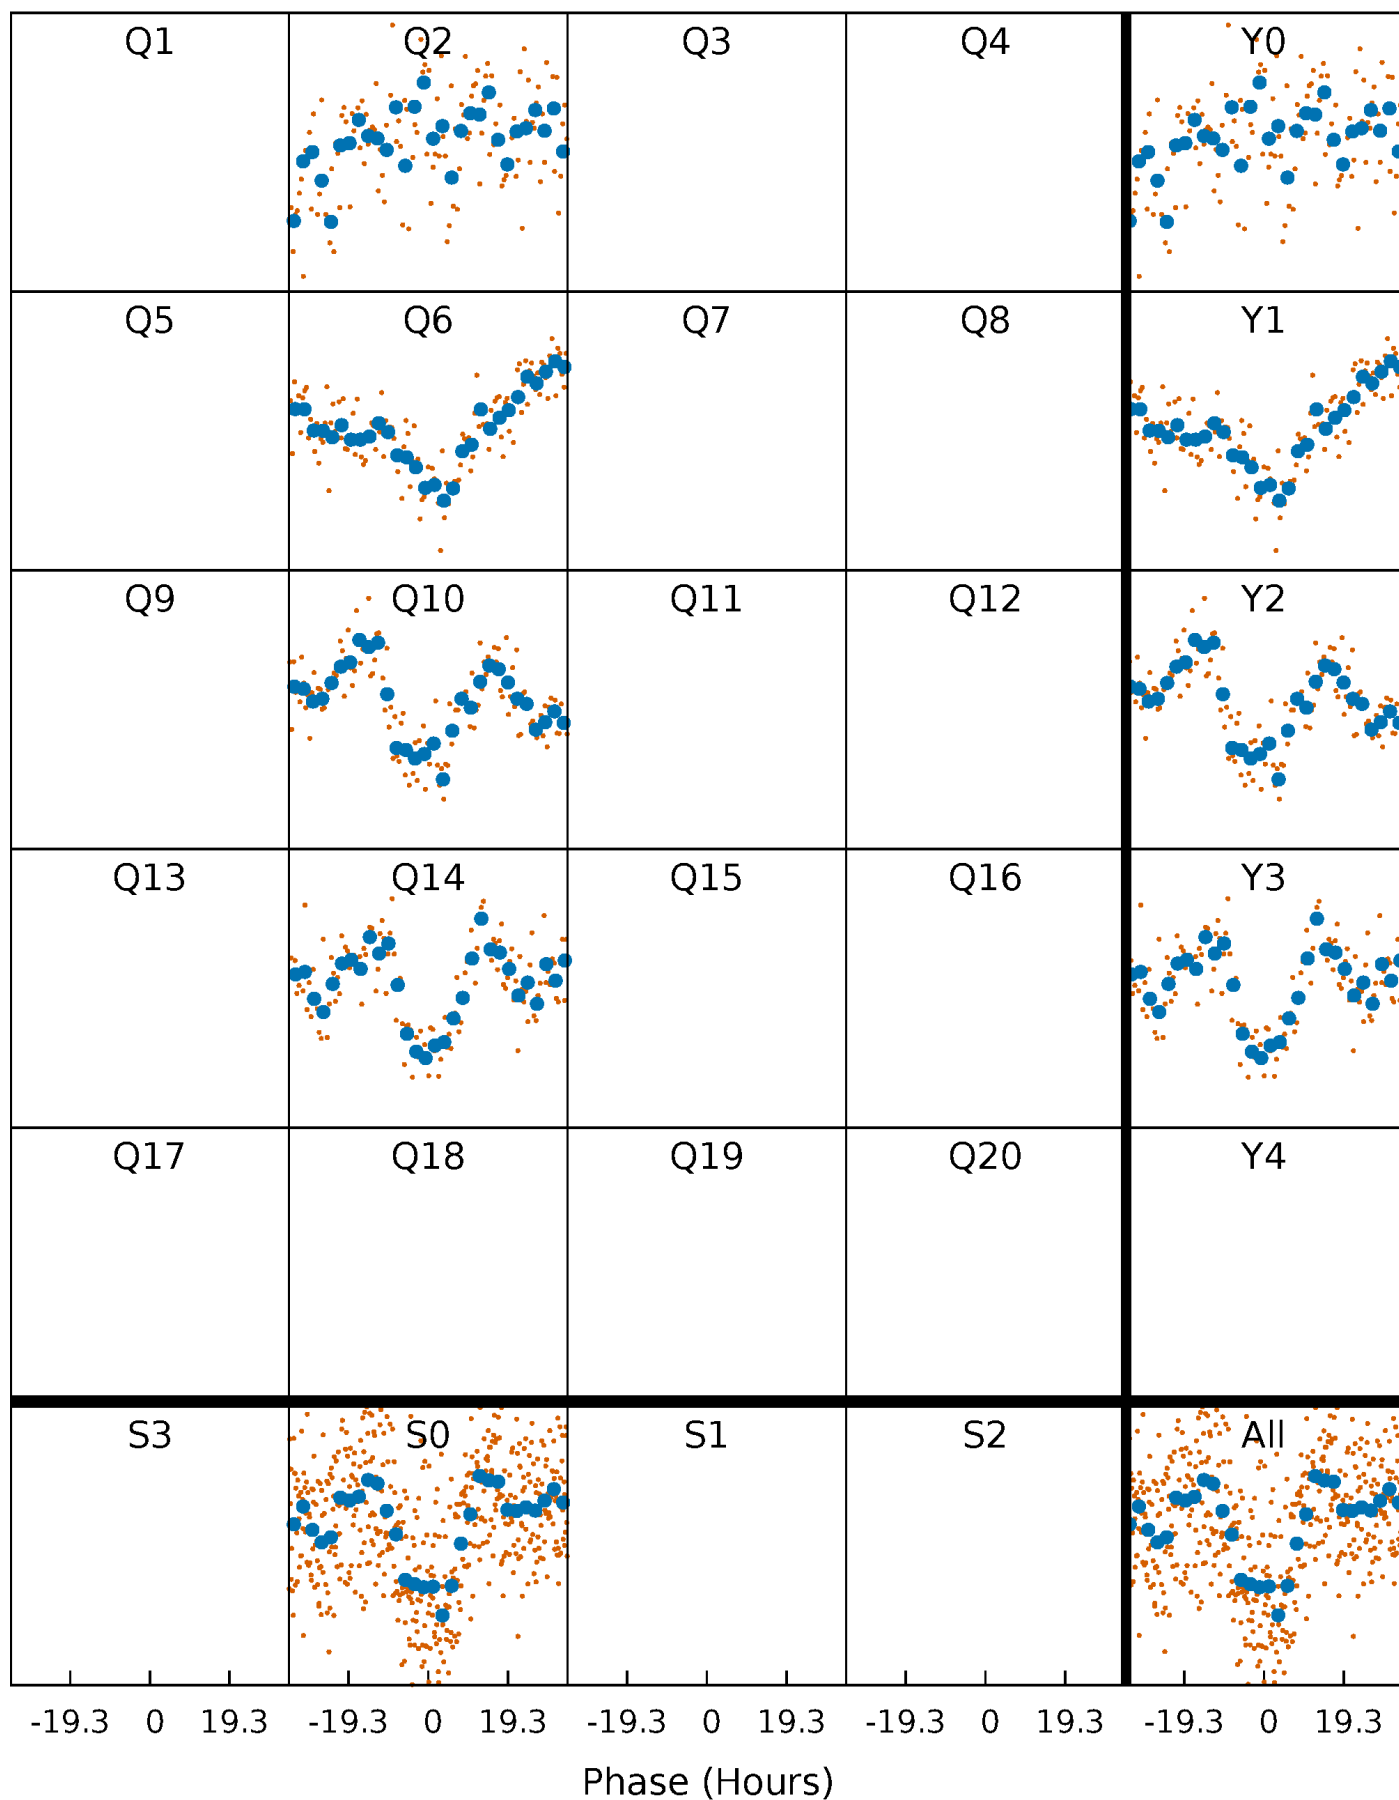 Q1 Q2 Q3 Q4 Y0
Q5 Q6 Q7 Q8 Y1
Q9 Q10 Q11 Q12 Y2
Q13 Q14 Q15 Q16 Y3
Q17 Q18 Q19 Q20 Y4
S3 S0 S1 S2 All
-19.3 0 19.3 -19.3 0 19.3 -19.3 0 19.3 -19.3 0 19.3 -19.3 0 19.3
Phase (Hours)